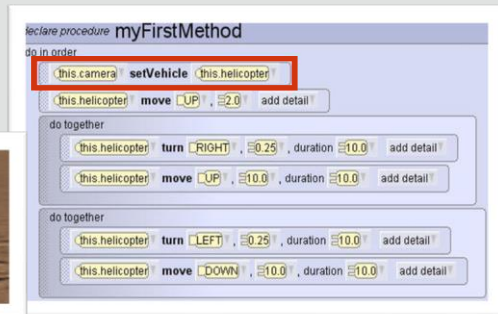 declare procedure myFirstMethod
do in order
this.camera setVehicle this.helicopter
this.helicopter move UP , 2.0 add detail
do together
this.helicopter turn RIGHT , 0.25 , duration 10.0 add detail
this.helicopter move UP , 10.0 , duration 10.0 add detail
do together
this.helicopter turn LEFT , 0.25 , duration 10.0 add detail
this.helicopter move DOWN , 10.0 , duration 10.0 add detail